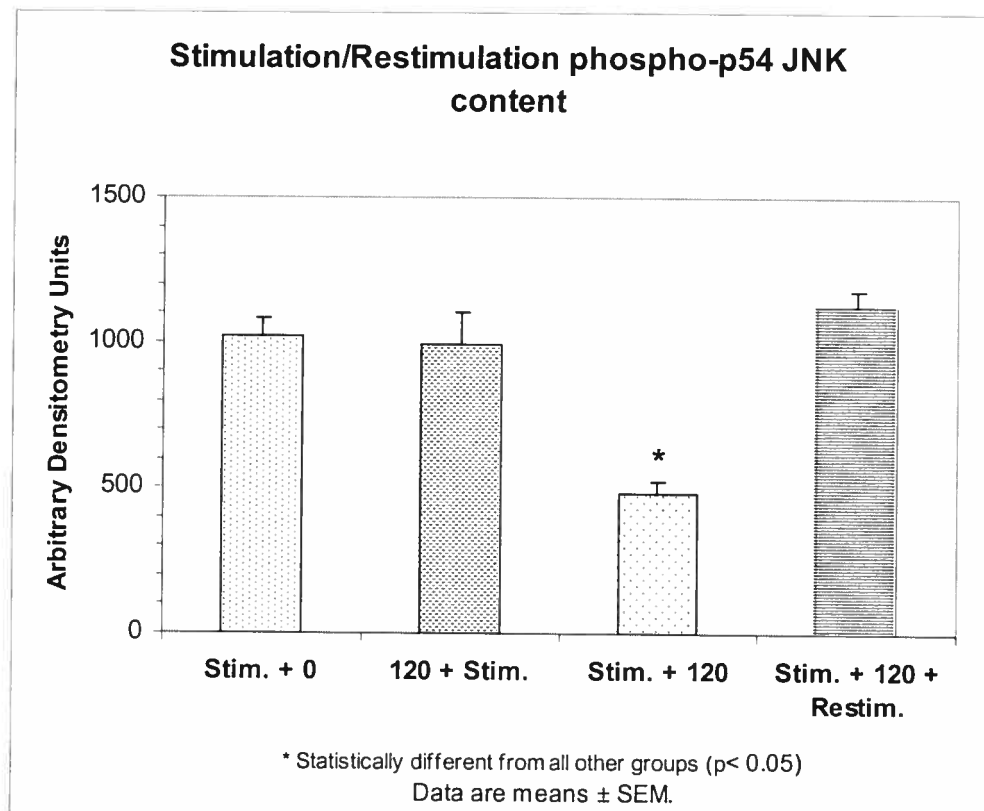 Stimulation/Restimulation phospho-p54 JNK
content
Arbitrary Densitometry Units
1500
1000
500
0
*
Stim. + 0
120 + Stim.
Stim. + 120
Stim. + 120 +
Restim.
* Statistically different from all other groups (p< 0.05)
Data are means ± SEM.